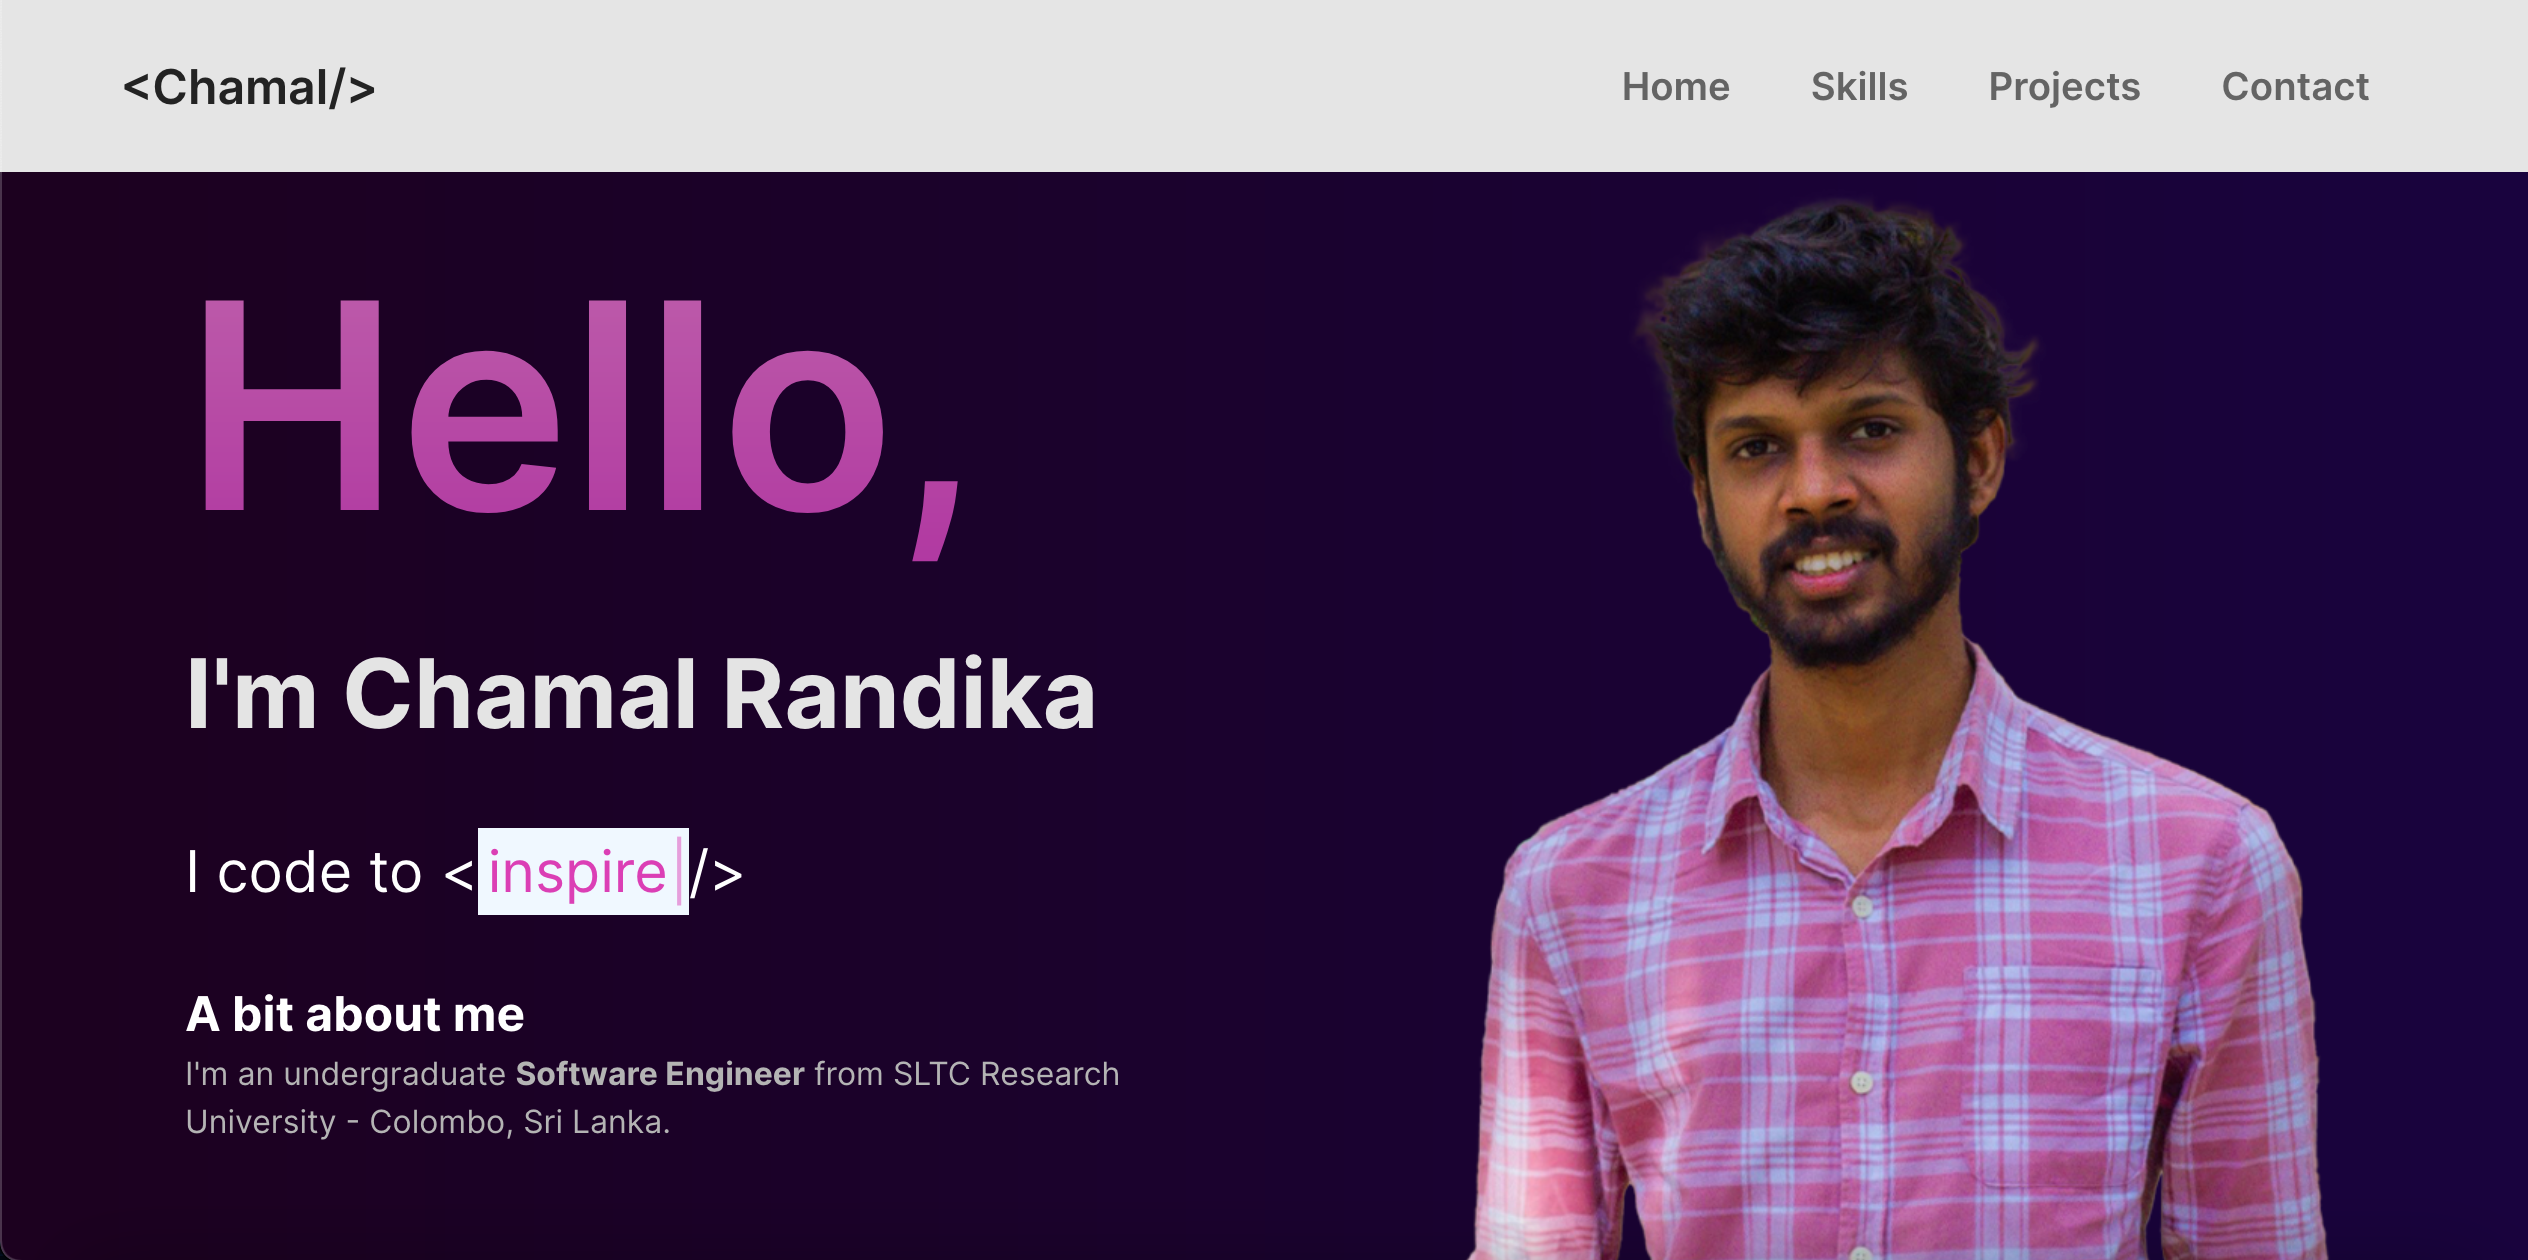 <Chamal/>
Home Skills Projects Contact
Hello,
I'm Chamal Randika
I code to <inspire|/>
A bit about me
I'm an undergraduate Software Engineer from SLTC Research
University - Colombo, Sri Lanka.